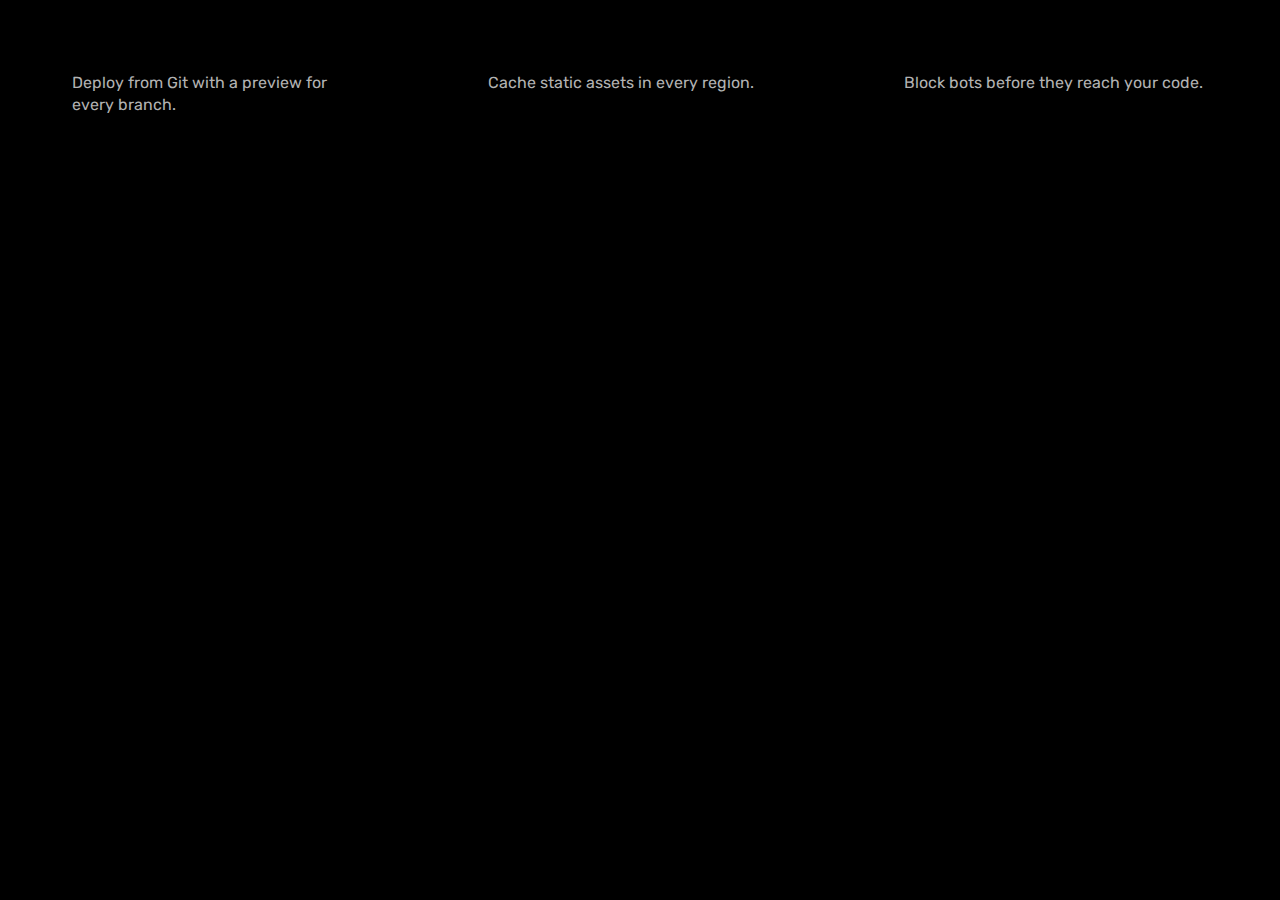 Deploy from Git with a preview for
every branch.
Cache static assets in every region.
Block bots before they reach your code.